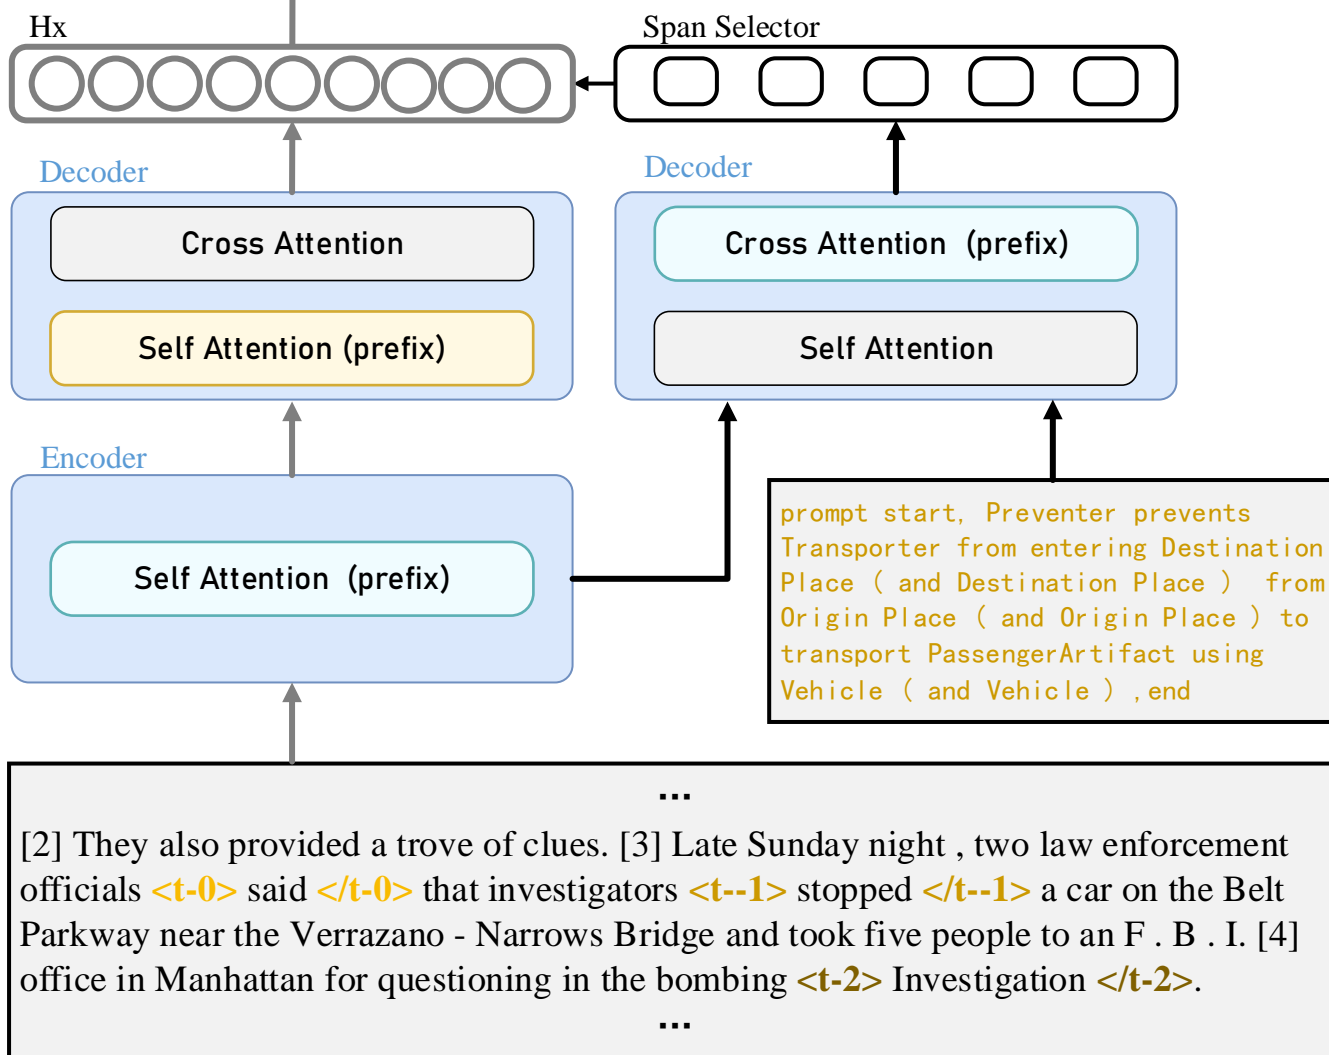 Hx
Span Selector
Decoder
Decoder
Cross Attention
Cross Attention (prefix)
Self Attention (prefix)
Self Attention
Encoder
Self Attention (prefix)
prompt start, Preventer prevents
Transporter from entering Destination
Place ( and Destination Place ) from
Origin Place ( and Origin Place ) to
transport PassengerArtifact using
Vehicle ( and Vehicle ) ,end
...
[2] They also provided a trove of clues. [3] Late Sunday night , two law enforcement
officials <t-0> said </t-0> that investigators <t--1> stopped </t--1> a car on the Belt
Parkway near the Verrazano - Narrows Bridge and took five people to an F . B . I. [4]
office in Manhattan for questioning in the bombing <t-2> Investigation </t-2>.
...